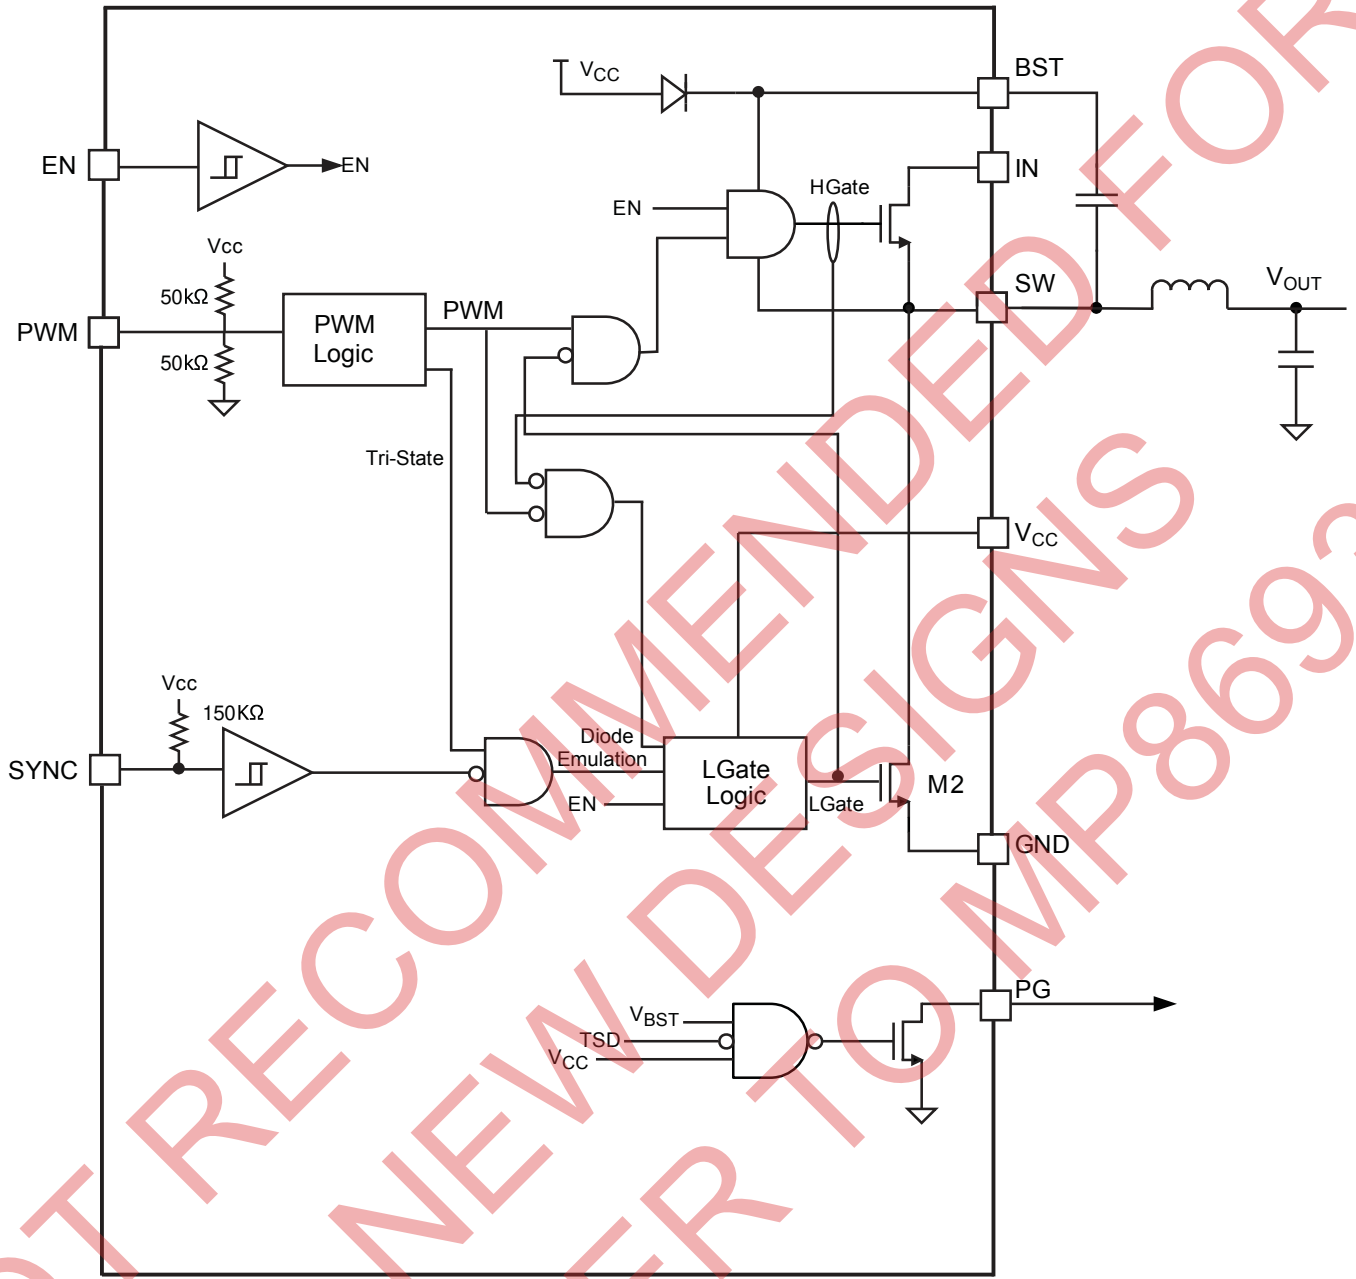 VCC
BST
EN
EN
IN
HGate
EN
Vcc
50kΩ
SW
VOUT
PWM
PWM
Logic
PWM
50kΩ
Tri-State
VCC
Vcc
150KΩ
SYNC
Diode
Emulation
EN
LGate
Logic
LGate
M2
GND
PG
VBST
TSD
VCC
RECOMMENDED FOR
NEW DESIGNS
TO MP869